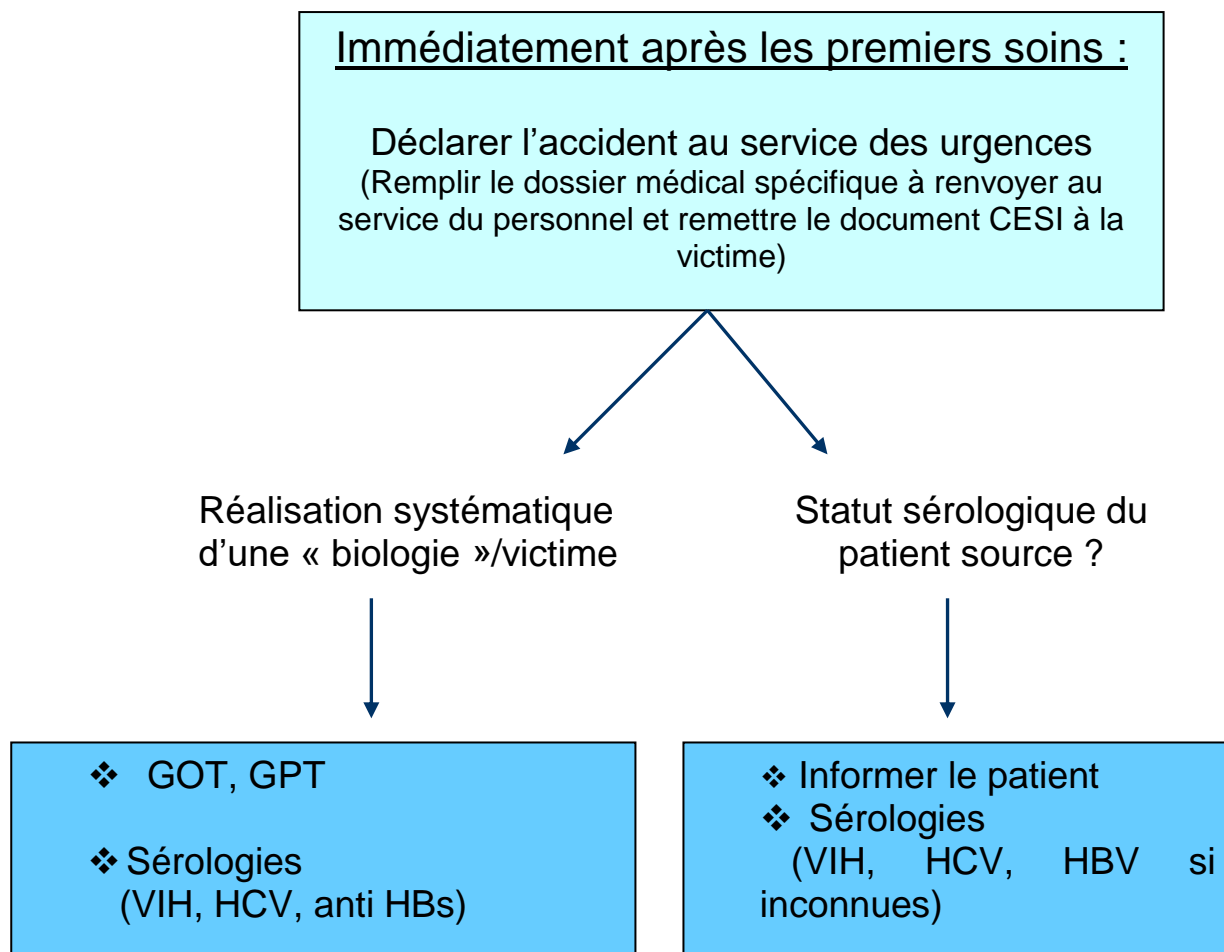 Immédiatement après les premiers soins :
Déclarer l’accident au service des urgences
(Remplir le dossier médical spécifique à renvoyer au
service du personnel et remettre le document CESI à la
victime)
Réalisation systématique
d’une « biologie »/victime
Statut sérologique du
patient source ?
❖ GOT, GPT
❖ Sérologies
(VIH, HCV, anti HBs)
❖ Informer le patient
❖ Sérologies
(VIH, HCV, HBV si
inconnues)